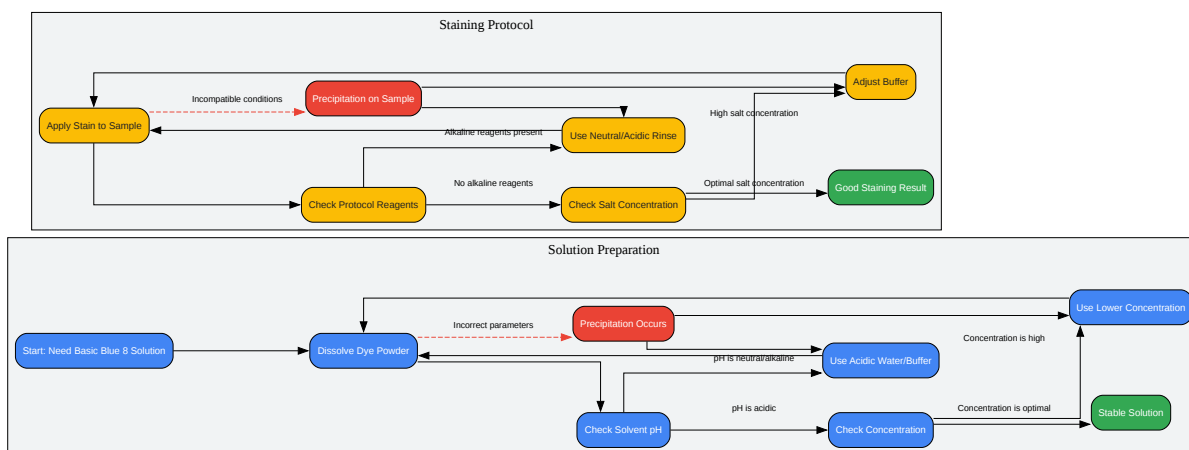 Staining Protocol
Adjust Buffer
Incompatible conditions
Precipitation on Sample
High salt concentration
Apply Stain to Sample
Alkaline reagents present
Use Neutral/Acidic Rinse
No alkaline reagents
Optimal salt concentration
Good Staining Result
Check Protocol Reagents
Check Salt Concentration
Solution Preparation
Use Lower Concentration
Incorrect parameters
Precipitation Occurs
Concentration is high
Start: Need Basic Blue 8 Solution
Dissolve Dye Powder
pH is neutral/alkaline
Use Acidic Water/Buffer
pH is acidic
Concentration is optimal
Stable Solution
Check Solvent pH
Check Concentration